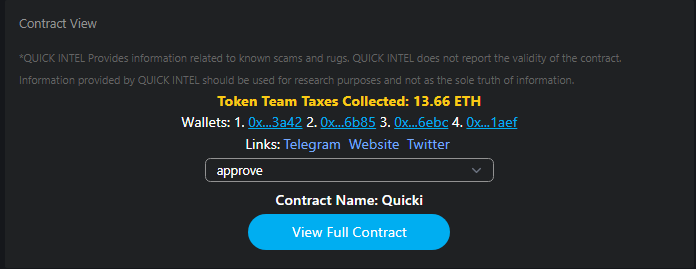 Contract View
*QUICK INTEL Provides information related to known scams and rugs. QUICK INTEL does not report the validity of the contract.
Information provided by QUICK INTEL should be used for research purposes and not as the sole truth of information.
Token Team Taxes Collected: 13.66 ETH
Wallets: 1. 0x...3a42 2. 0x...6b85 3. 0x...6ebc 4. 0x...1aef
Links: Telegram Website Twitter
approve
Contract Name: Quicki
View Full Contract